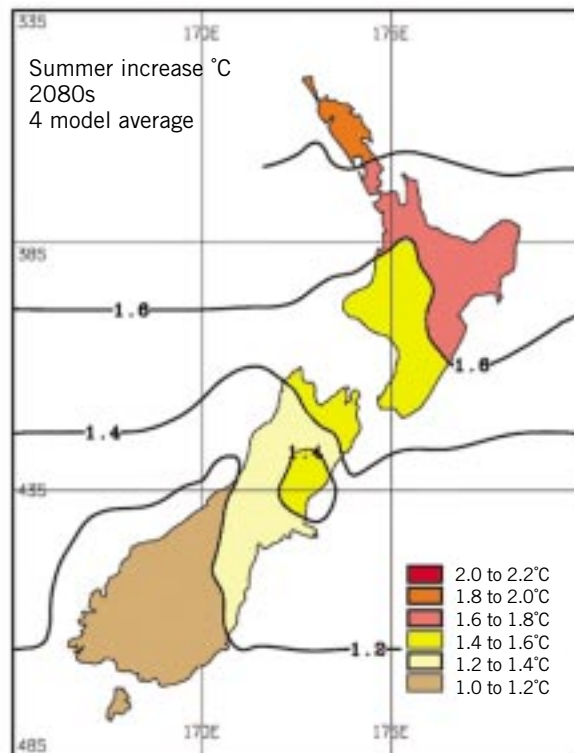 33S
170E
175E
Summer increase °C
2080s
4 model average
38S
1.6
1.6
1.4
1.4
43S
2.0 to 2.2°C
1.8 to 2.0°C
1.6 to 1.8°C
1.4 to 1.6°C
1.2
1.2 to 1.4°C
1.0 to 1.2°C
48S
170E
175E